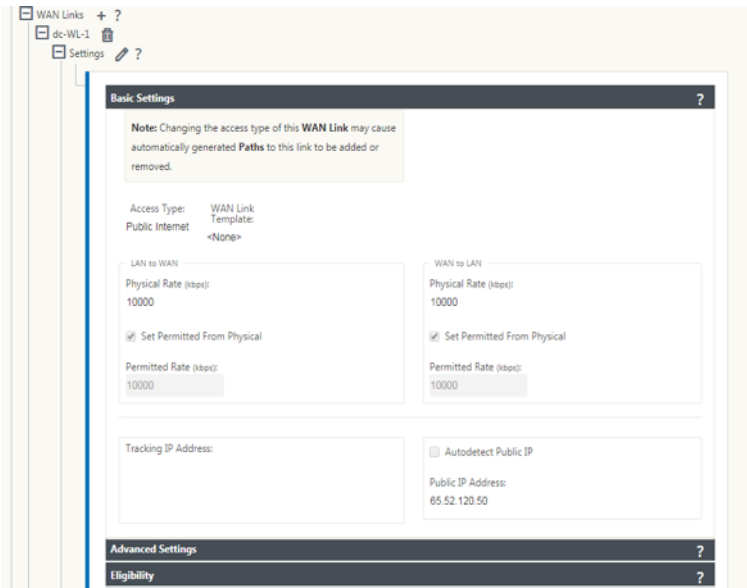 WAN Links + ?
dc-WL-1
Settings ?
Basic Settings ?
Note: Changing the access type of this WAN Link may cause
automatically generated Paths to this link to be added or
removed.
Access Type: WAN Link
Template:
Public Internet
<None>
LAN to WAN
Physical Rate (kbps):
10000
Set Permitted From Physical
Permitted Rate (kbps):
10000
WAN to LAN
Physical Rate (kbps):
10000
Set Permitted From Physical
Permitted Rate (kbps):
10000
Tracking IP Address:
Autodetect Public IP
Public IP Address:
65.52.120.50
Advanced Settings ?
Eligibility ?